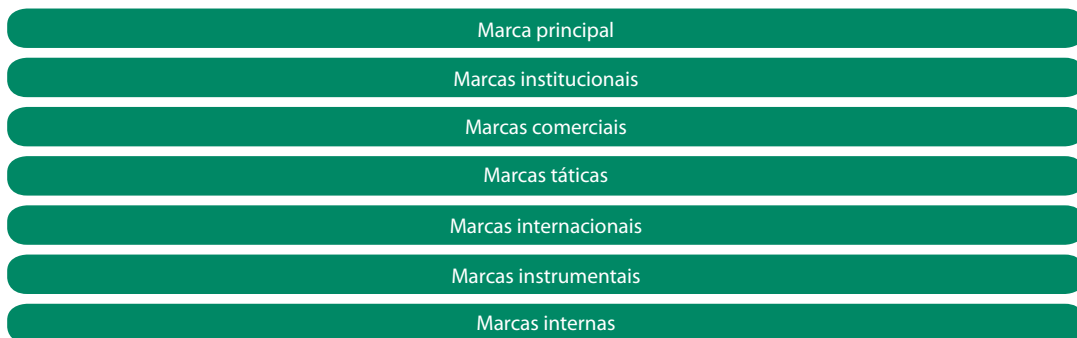 Marca principal
Marcas institucionais
Marcas comerciais
Marcas táticas
Marcas internacionais
Marcas instrumentais
Marcas internas